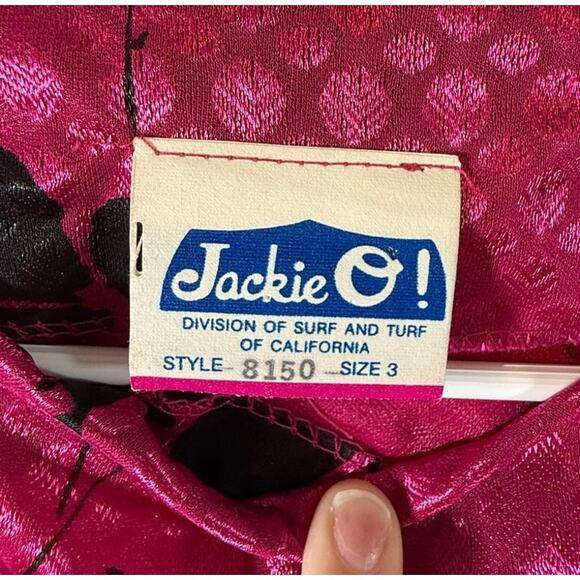 Jackie O!
DIVISION OF SURF AND TURF
OF CALIFORNIA
STYLE 8150 SIZE 3